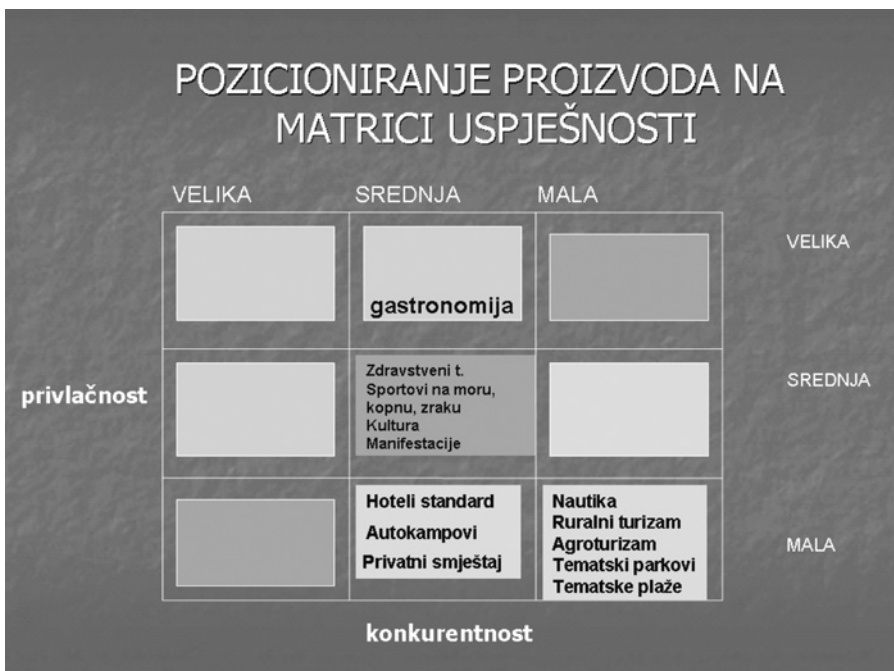 POZICIONIRANJE PROIZVODA NA
MATRICI USPJEŠNOSTI
VELIKA
SREDNJA
MALA
VELIKA
gastronomija
privlačnost
Zdravstveni t.
Sportovi na moru,
kopnu, zraku
Kultura
Manifestacije
SREDNJA
Hoteli standard
Autokampovi
Privatni smještaj
Nautika
Ruralni turizam
Agroturizam
Tematski parkovi
Tematske plaže
MALA
konkurentnost